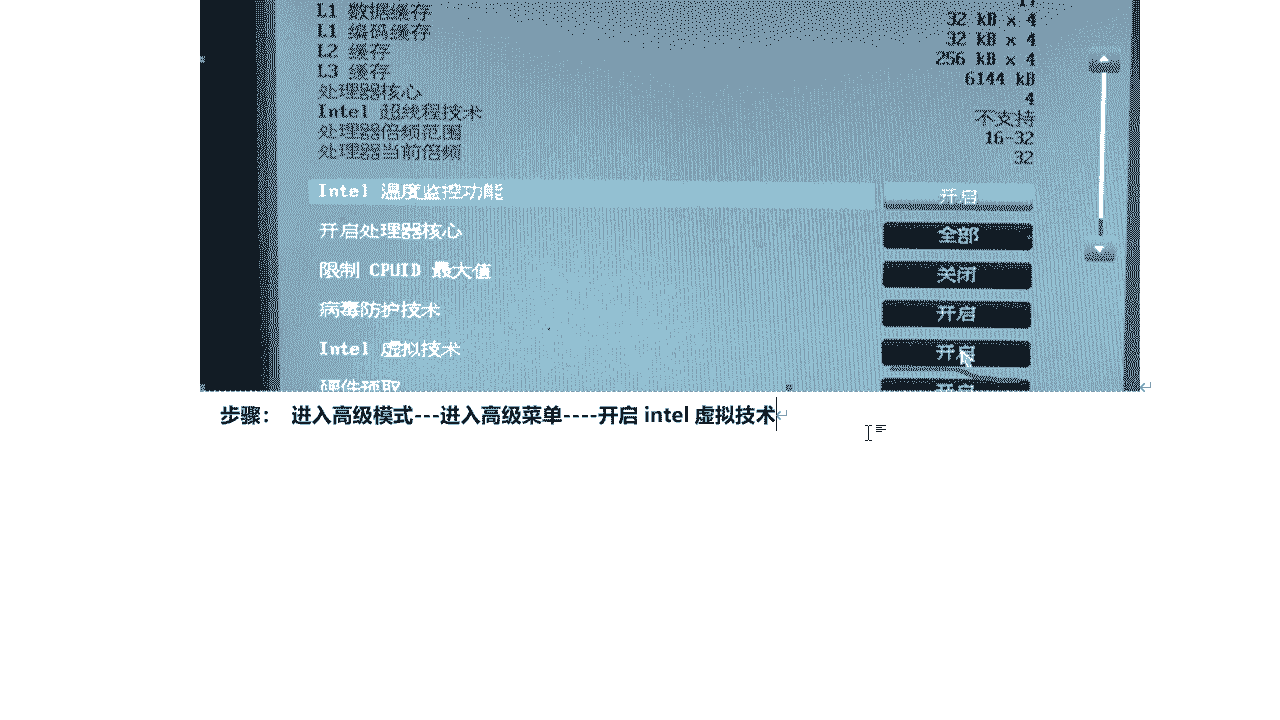 L1 数据缓存 32 kB x 4
L1 编码缓存 32 kB x 4
L2 缓存 256 kB x 4
L3 缓存 6144 kB
处理器核心 4
Intel 超线程技术 不支持
处理器倍频范围 16-32
处理器当前倍频 32
Intel 温度监控功能 开启
开启处理器核心 全部
限制 CPUID 最大值 关闭
病毒防护技术 开启
Intel 虚拟技术 开启
硬件预取 开启
步骤： 进入高级模式---进入高级菜单----开启 intel 虚拟技术